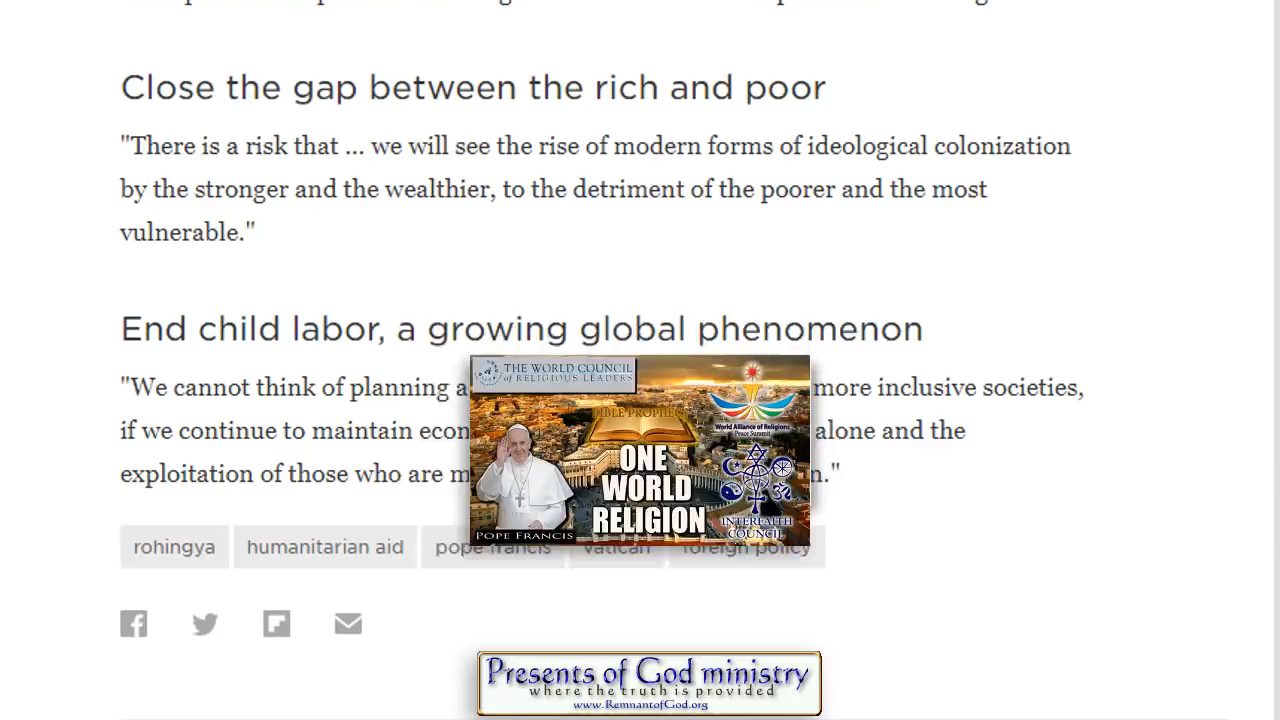 Close the gap between the rich and poor
"There is a risk that ... we will see the rise of modern forms of ideological colonization
by the stronger and the wealthier, to the detriment of the poorer and the most
vulnerable."
End child labor, a growing global phenomenon
"We cannot think of planning a more inclusive societies,
if we continue to maintain alone and the
exploitation of those who are
THE WORLD COUNCIL
of RELIGIOUS LEADERS
BIBLE PROPHECY
World Alliance of Religions
Peace Summit
ONE
WORLD
RELIGION
INTERFAITH
COUNCIL
POPE FRANCIS
rohingya humanitarian aid pope francis vatican foreign policy
Presents of God ministry
where the truth is provided
www.RemnantofGod.org